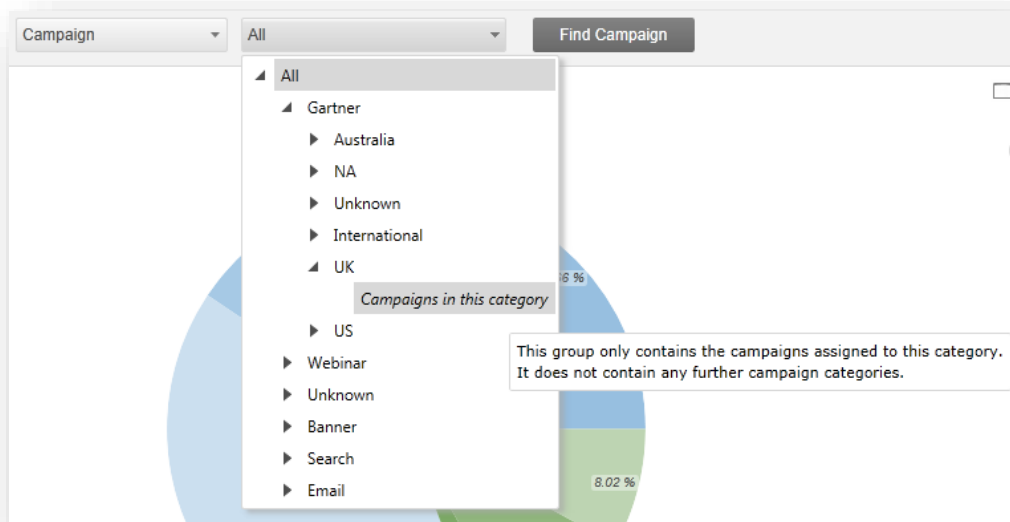 Campaign
All
Find Campaign
All
Gartner
Australia
NA
Unknown
International
UK
Campaigns in this category
US
Webinar
Unknown
Banner
Search
Email
6 %
This group only contains the campaigns assigned to this category.
It does not contain any further campaign categories.
8.02 %